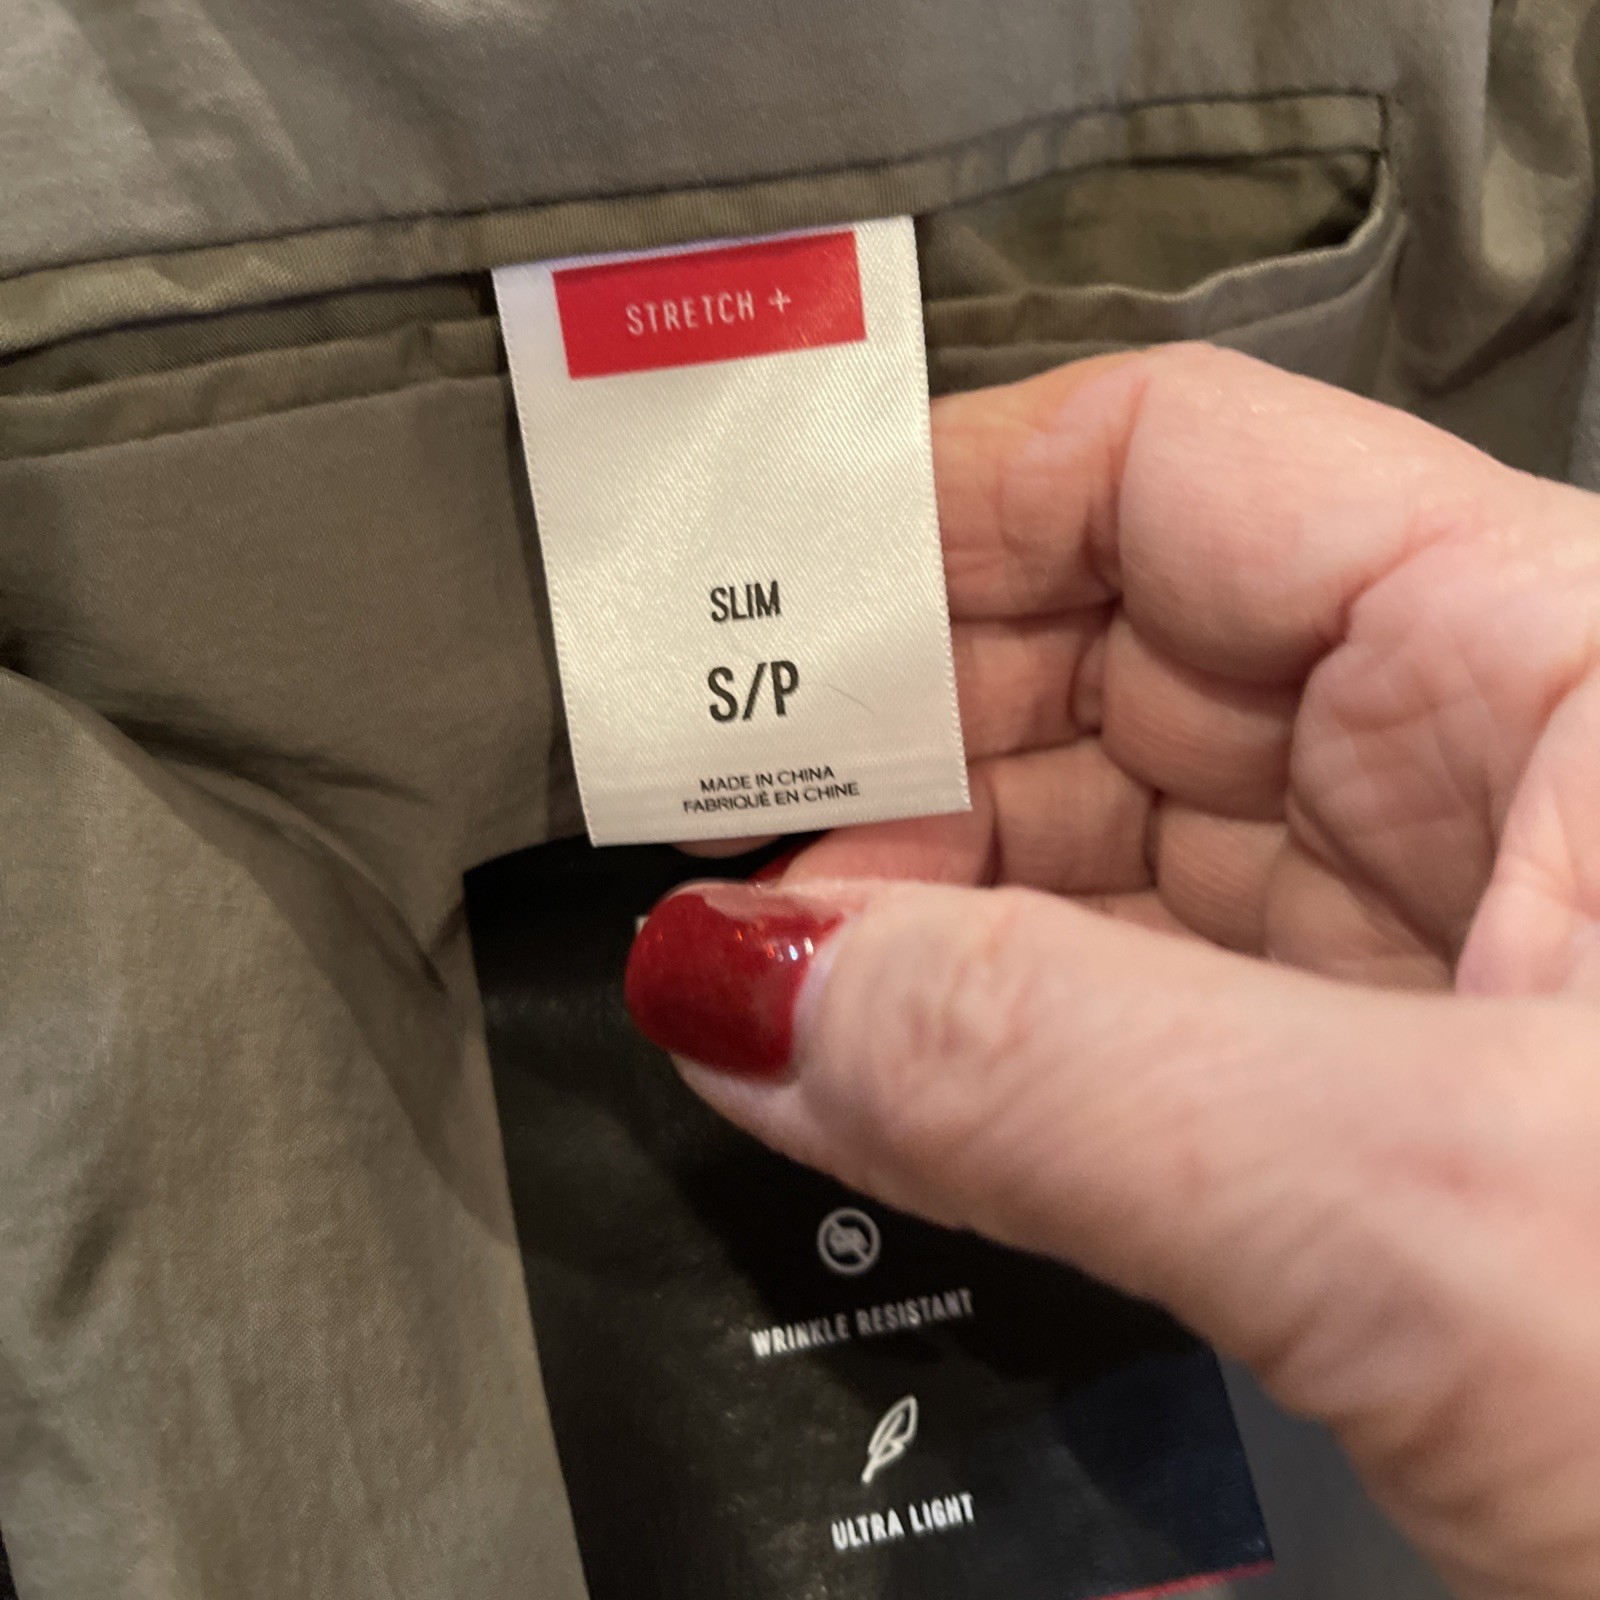 STRETCH +
SLIM
S/P
MADE IN CHINA
FABRIQUÉ EN CHINE
WRINKLE RESISTANT
ULTRA LIGHT